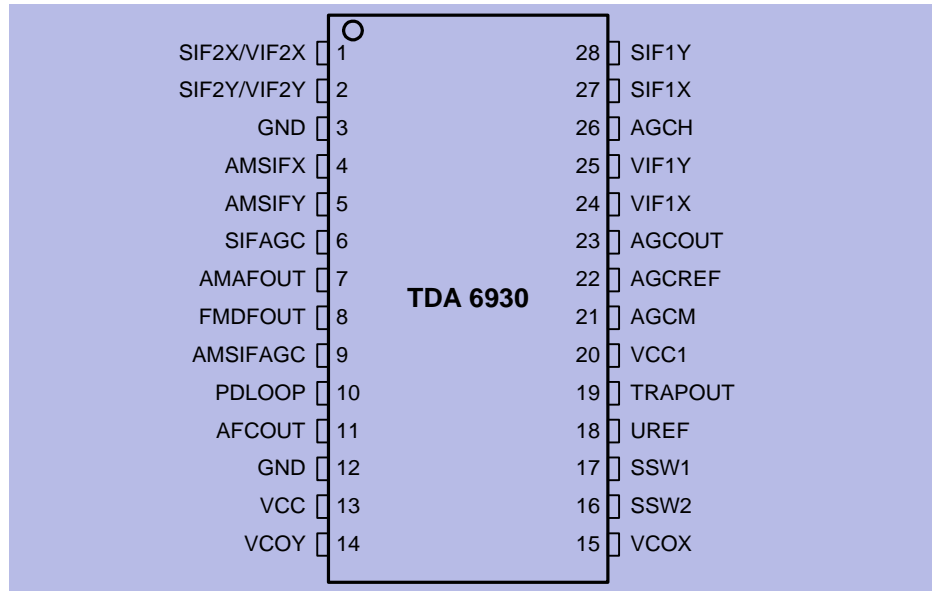 SIF2X/VIF2X 1 28 SIF1Y
SIF2Y/VIF2Y 2 27 SIF1X
GND 3 26 AGCH
AMSIFX 4 25 VIF1Y
AMSIFY 5 24 VIF1X
SIFAGC 6 23 AGCOUT
AMAFOUT 7 22 AGCREF
TDA 6930
FMDFOUT 8 21 AGCM
AMSIFAGC 9 20 VCC1
PDLOOP 10 19 TRAPOUT
AFCOUT 11 18 UREF
GND 12 17 SSW1
VCC 13 16 SSW2
VCOY 14 15 VCOX